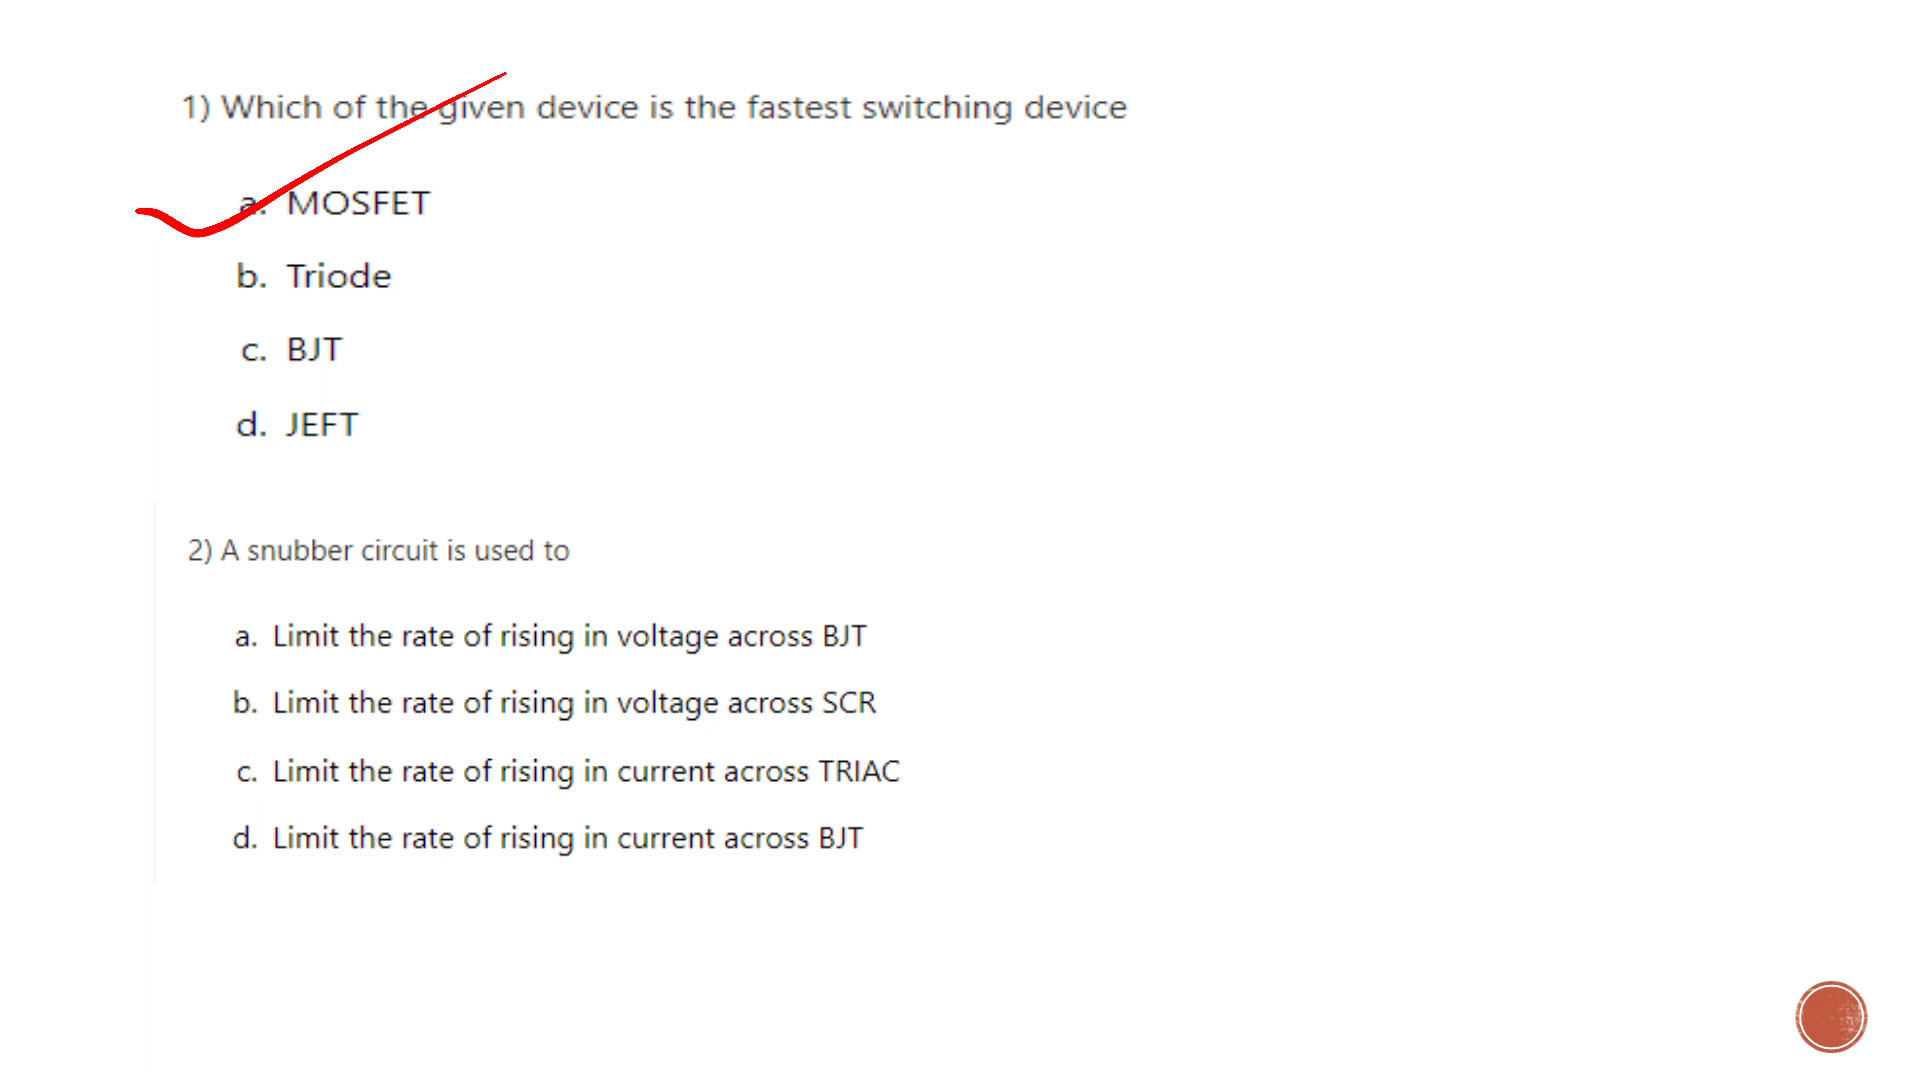 1) Which of the given device is the fastest switching device
a. MOSFET
b. Triode
c. BJT
d. JEFT
2) A snubber circuit is used to
a. Limit the rate of rising in voltage across BJT
b. Limit the rate of rising in voltage across SCR
c. Limit the rate of rising in current across TRIAC
d. Limit the rate of rising in current across BJT